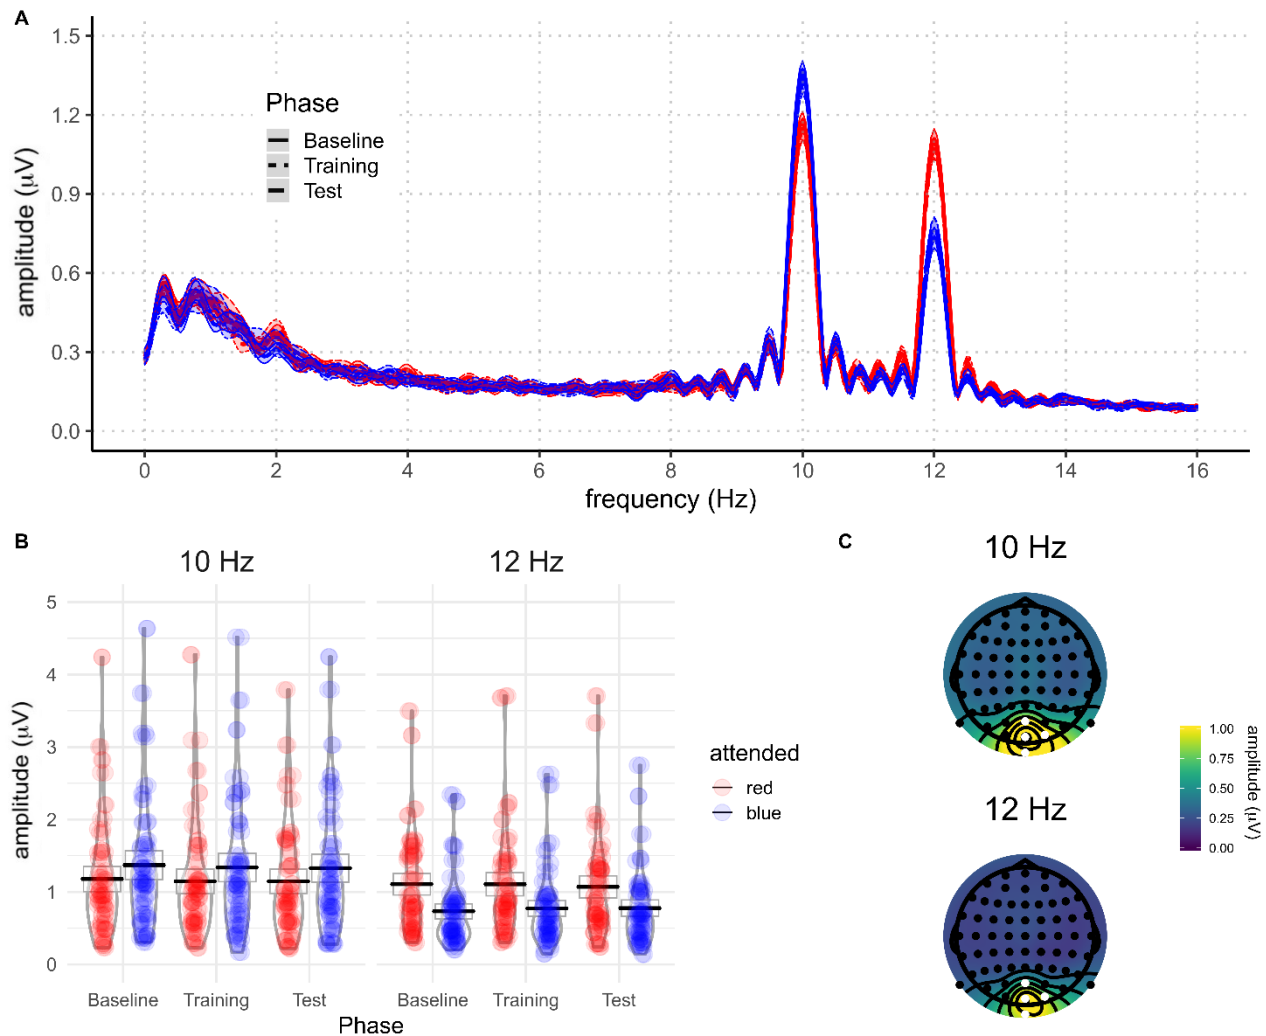 A
1.5
1.2
0.9
0.6
0.3
0.0
amplitude (μV)
Phase
Baseline
Training
Test
0 2 4 6 8 10 12 14 16
frequency (Hz)
B
10 Hz 12 Hz
5
4
3
2
1
0
amplitude (μV)
Baseline Training Test Baseline Training Test
Phase
attended
red
blue
C
10 Hz
12 Hz
1.00
0.75
0.50
0.25
0.00
amplitude (μV)